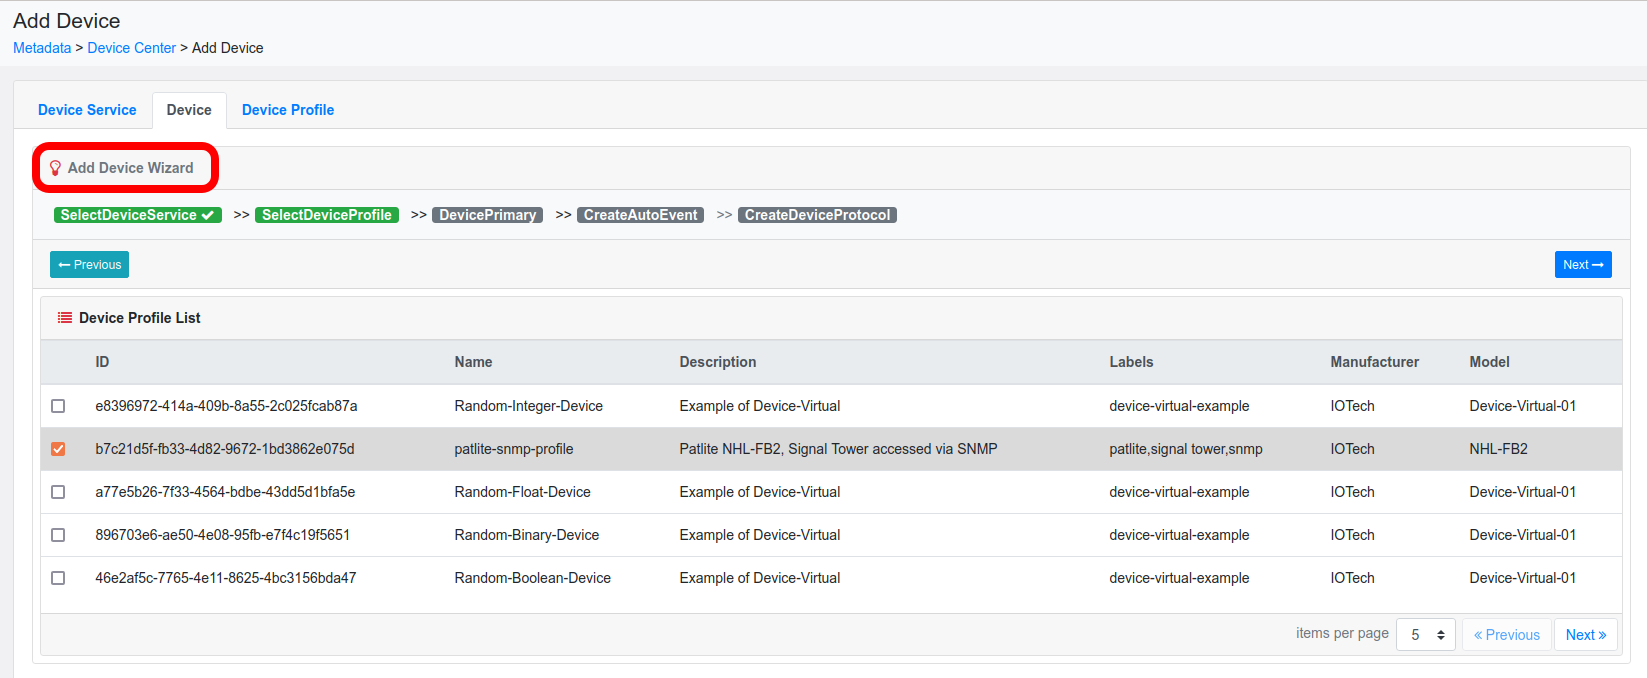 Add Device
Metadata > Device Center > Add Device
Device Service Device Device Profile
Add Device Wizard
SelectDeviceService >> SelectDeviceProfile >> DevicePrimary >> CreateAutoEvent >> CreateDeviceProtocol
Previous Next
Device Profile List
ID Name Description Labels Manufacturer Model
e8396972-414a-409b-8a55-2c025fcab87a Random-Integer-Device Example of Device-Virtual device-virtual-example IOTech Device-Virtual-01
b7c21d5f-fb33-4d82-9672-1bd3862e075d patlite-snmp-profile Patlite NHL-FB2, Signal Tower accessed via SNMP patlite,signal tower,snmp IOTech NHL-FB2
a77e5b26-7f33-4564-bdbe-43dd5d1bfa5e Random-Float-Device Example of Device-Virtual device-virtual-example IOTech Device-Virtual-01
896703e6-ae50-4e08-95fb-e7f4c19f5651 Random-Binary-Device Example of Device-Virtual device-virtual-example IOTech Device-Virtual-01
46e2af5c-7765-4e11-8625-4bc3156bda47 Random-Boolean-Device Example of Device-Virtual device-virtual-example IOTech Device-Virtual-01
items per page 5 « Previous Next »